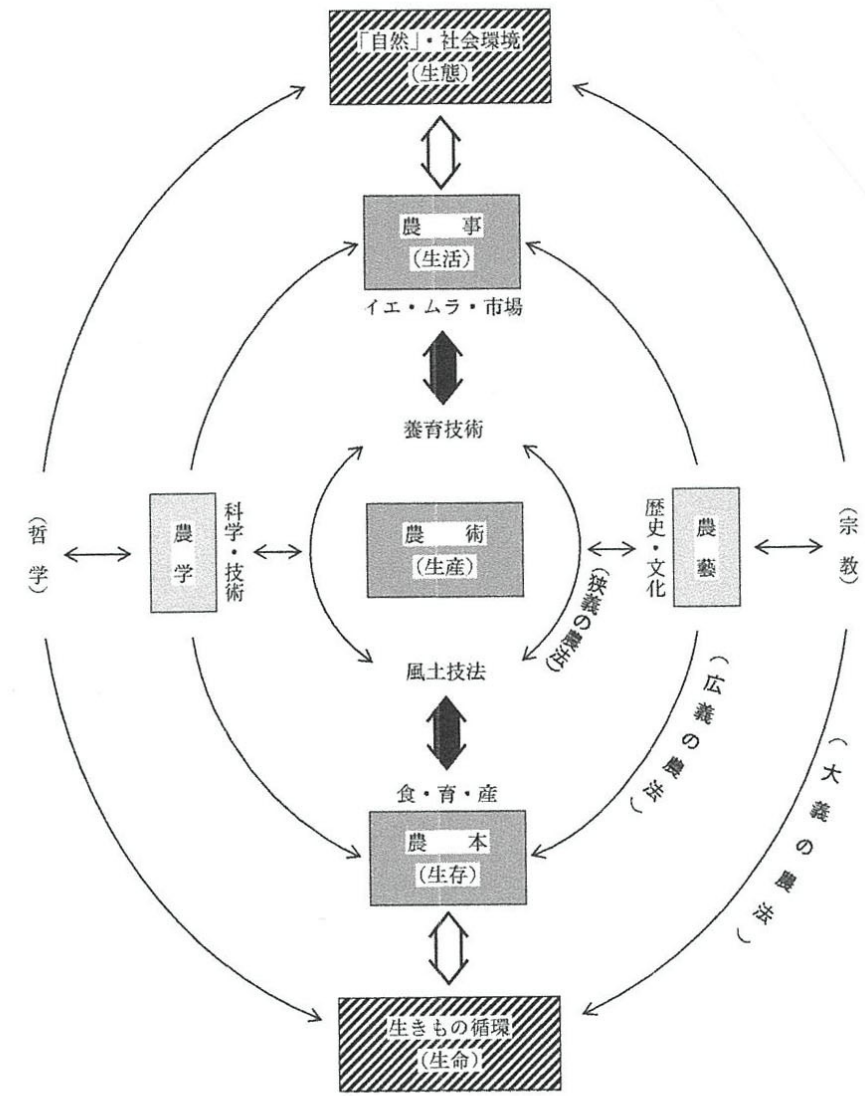 「自然」・社会環境
(生態)
農 事
(生活)
イエ・ムラ・市場
養育技術
(哲学)
農学
科学・技術
農 術
(生産)
歴史・文化
農藝
(宗教)
(狭義の農法)
風土技法
(広義の農法)
(大義の農法)
食・育・産
農 本
(生存)
生きもの循環
(生命)